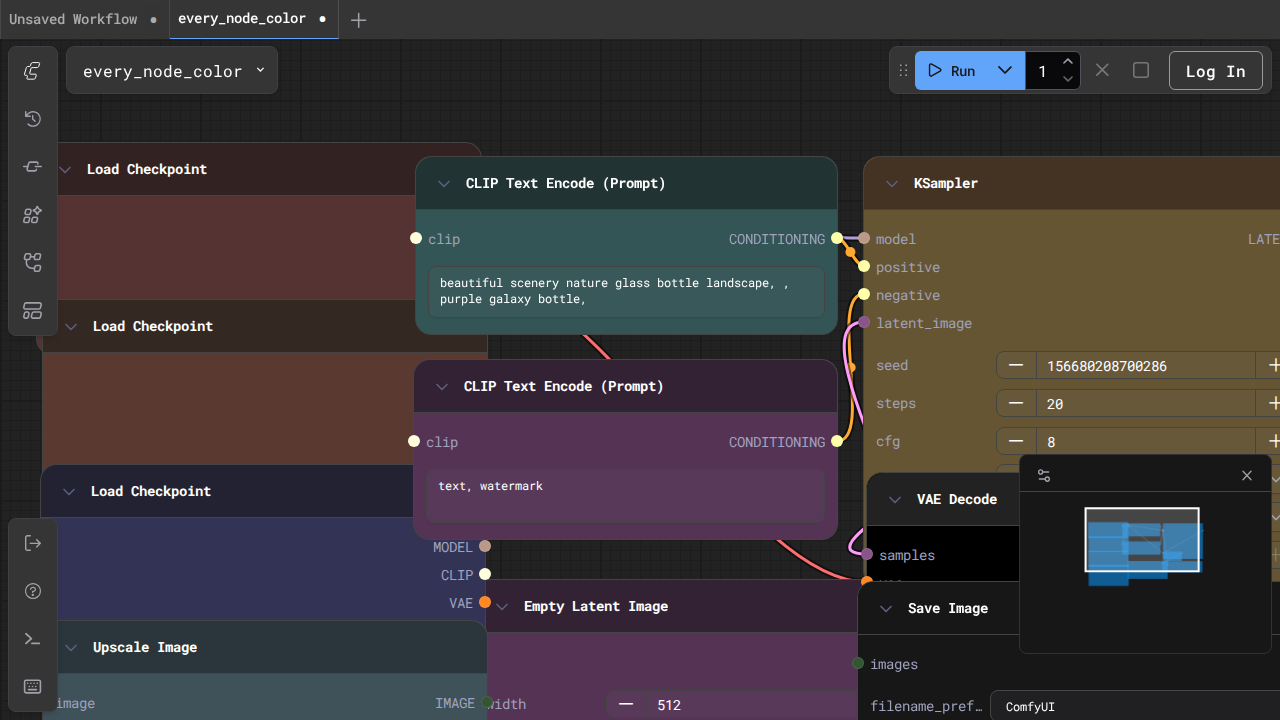 Unsaved Workflow
every_node_color
every_node_color
Run
1
Log In
Load Checkpoint
CLIP Text Encode (Prompt)
KSampler
clip
CONDITIONING
model
LATE
positive
beautiful scenery nature glass bottle landscape, ,
purple galaxy bottle,
negative
latent_image
Load Checkpoint
seed
156680208700286
CLIP Text Encode (Prompt)
steps
20
clip
CONDITIONING
cfg
8
Load Checkpoint
text, watermark
VAE Decode
MODEL
samples
CLIP
VAE
Empty Latent Image
Save Image
Upscale Image
images
image
IMAGE
width
512
filename_pref…
ComfyUI